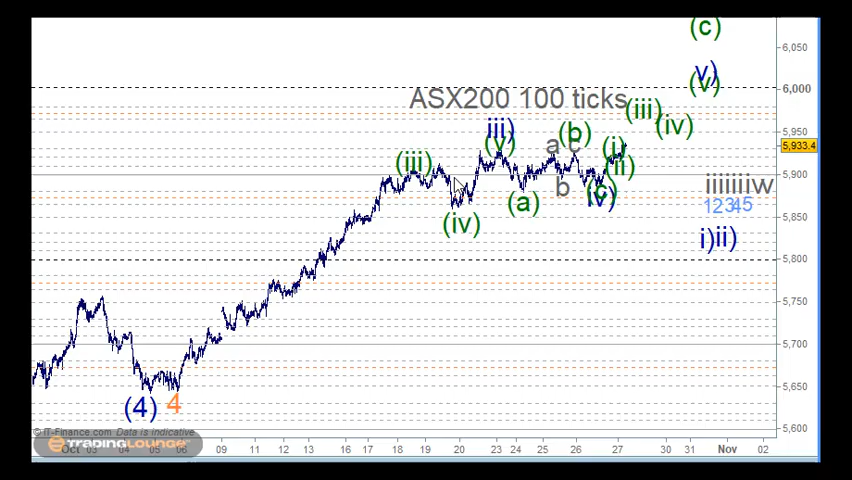 (c)
6,050
v)
(v)
6,000
ASX200 100 ticks
(iii)
(iv)
iii)
(b)
5,950
(v)
a c
(i)
5,933.4
(iii)
ii)
5,900
b
(c)
iv)
iiiiiiiw
(a)
12345
(iv)
5,850
i) ii)
5,800
5,750
5,700
5,650
(4) 4
5,600
© IT-Finance.com Data is indicative
TRADINGLOUNGE
Oct 03 04 05 06 09 11 12 13 16 17 18 19 20 23 24 25 26 27 30 31 Nov 02